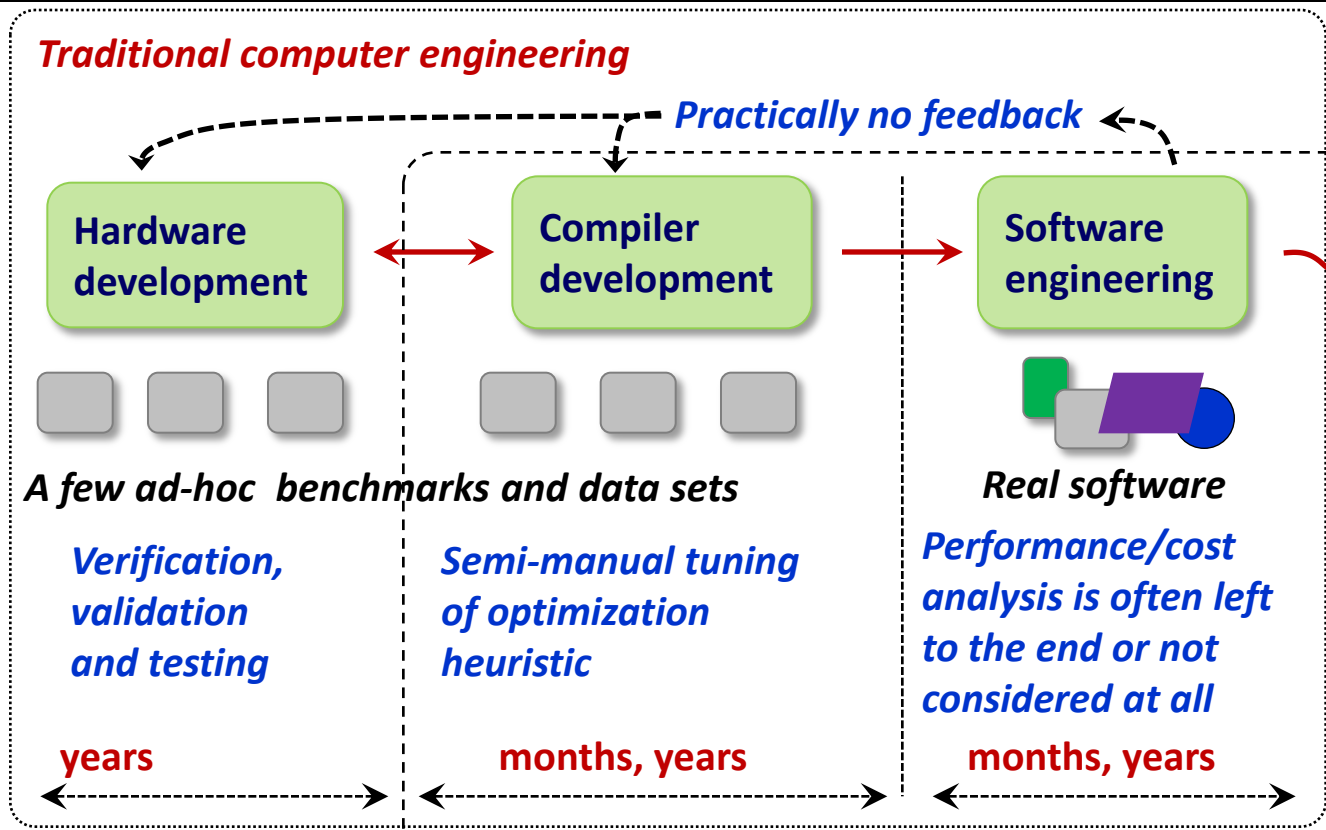 Traditional computer engineering
Practically no feedback
Hardware
development
Compiler
development
Software
engineering
A few ad-hoc benchmarks and data sets
Real software
Verification,
validation
and testing
Semi-manual tuning
of optimization
heuristic
Performance/cost
analysis is often left
to the end or not
considered at all
years
months, years
months, years